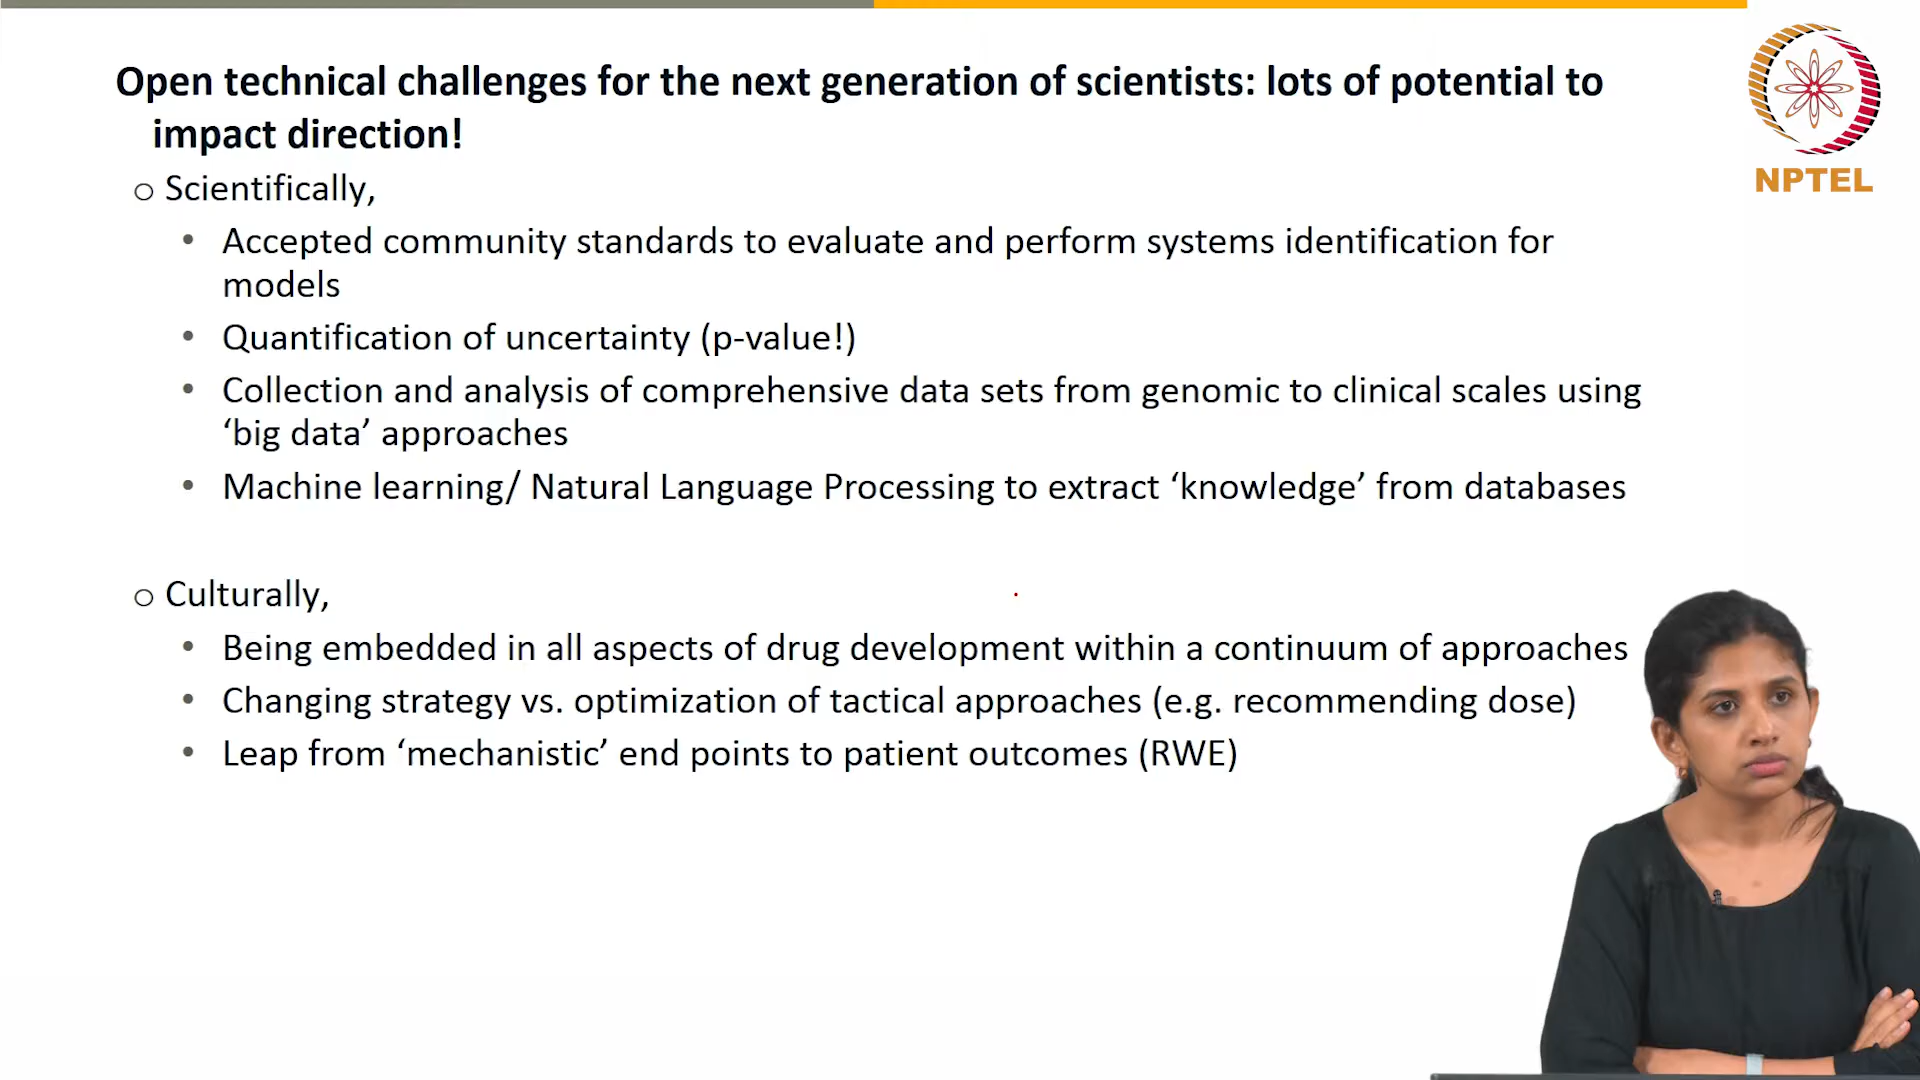 Open technical challenges for the next generation of scientists: lots of potential to
impact direction!
NPTEL
o Scientifically,
• Accepted community standards to evaluate and perform systems identification for
models
• Quantification of uncertainty (p-value!)
• Collection and analysis of comprehensive data sets from genomic to clinical scales using
‘big data’ approaches
• Machine learning/ Natural Language Processing to extract ‘knowledge’ from databases
o Culturally,
• Being embedded in all aspects of drug development within a continuum of approaches
• Changing strategy vs. optimization of tactical approaches (e.g. recommending dose)
• Leap from ‘mechanistic’ end points to patient outcomes (RWE)